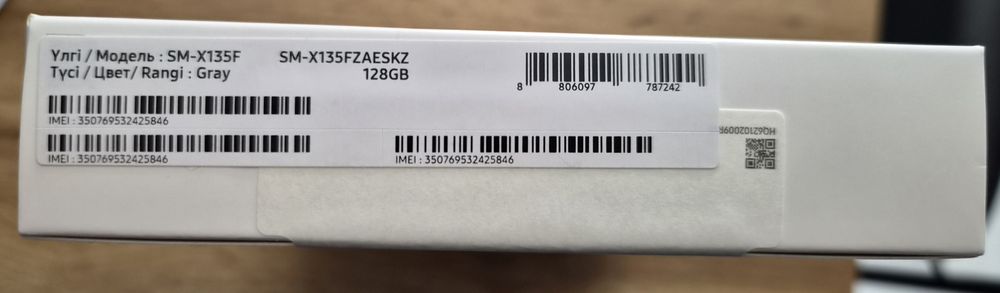 Үлгі / Модель : SM-X135F
SM-X135FZAESKZ
Түсі / Цвет/ Rangi : Gray
128GB
8 806097 787242
IMEI : 350769532425846
IMEI : 350769532425846
IMEI : 350769532425846